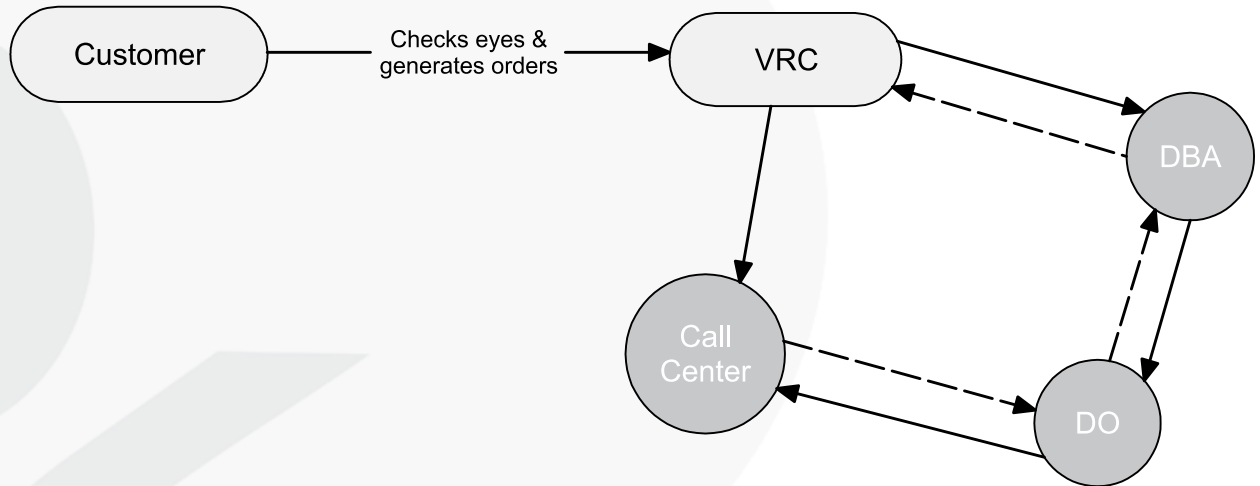 Customer
Checks eyes &
generates orders
VRC
DBA
Call
Center
DO